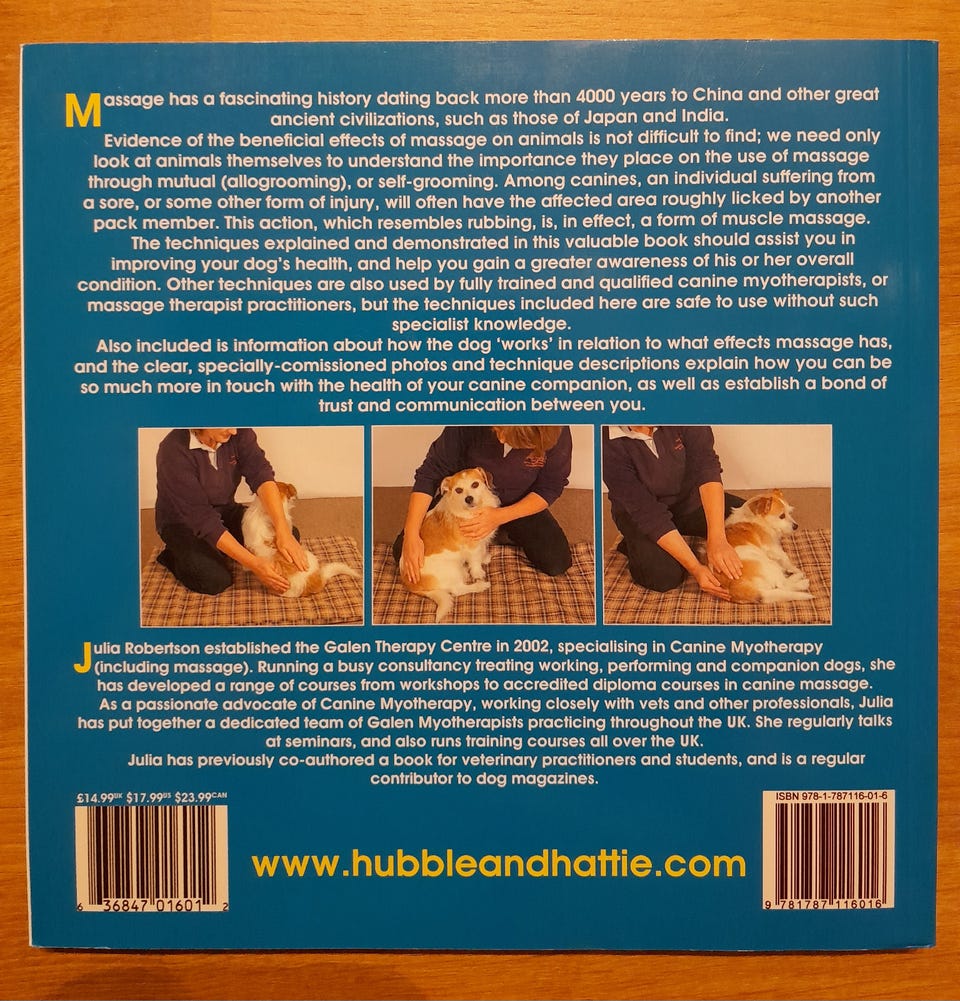 Massage has a fascinating history dating back more than 4000 years to China and other great
ancient civilizations, such as those of Japan and India.
Evidence of the beneficial effects of massage on animals is not difficult to find; we need only
look at animals themselves to understand the importance they place on the use of massage
through mutual (allogrooming), or self-grooming. Among canines, an individual suffering from
a sore, or some other form of injury, will often have the affected area roughly licked by another
pack member. This action, which resembles rubbing, is, in effect, a form of muscle massage.
The techniques explained and demonstrated in this valuable book should assist you in
improving your dog's health, and help you gain a greater awareness of his or her overall
condition. Other techniques are also used by fully trained and qualified canine myotherapists, or
massage therapist practitioners, but the techniques included here are safe to use without such
specialist knowledge.
Also included is information about how the dog 'works' in relation to what effects massage has,
and the clear, specially-comissioned photos and technique descriptions explain how you can be
so much more in touch with the health of your canine companion, as well as establish a bond of
trust and communication between you.
Julia Robertson established the Galen Therapy Centre in 2002, specialising in Canine Myotherapy
(including massage). Running a busy consultancy treating working, performing and companion dogs, she
has developed a range of courses from workshops to accredited diploma courses in canine massage.
As a passionate advocate of Canine Myotherapy, working closely with vets and other professionals, Julia
has put together a dedicated team of Galen Myotherapists practicing throughout the UK. She regularly talks
at seminars, and also runs training courses all over the UK.
Julia has previously co-authored a book for veterinary practitioners and students, and is a regular
contributor to dog magazines.
£14.99UK $17.99US $23.99CAN
ISBN 978-1-787116-01-6
www.hubbleandhattie.com
6 36847 01601 2
9 781787 116016